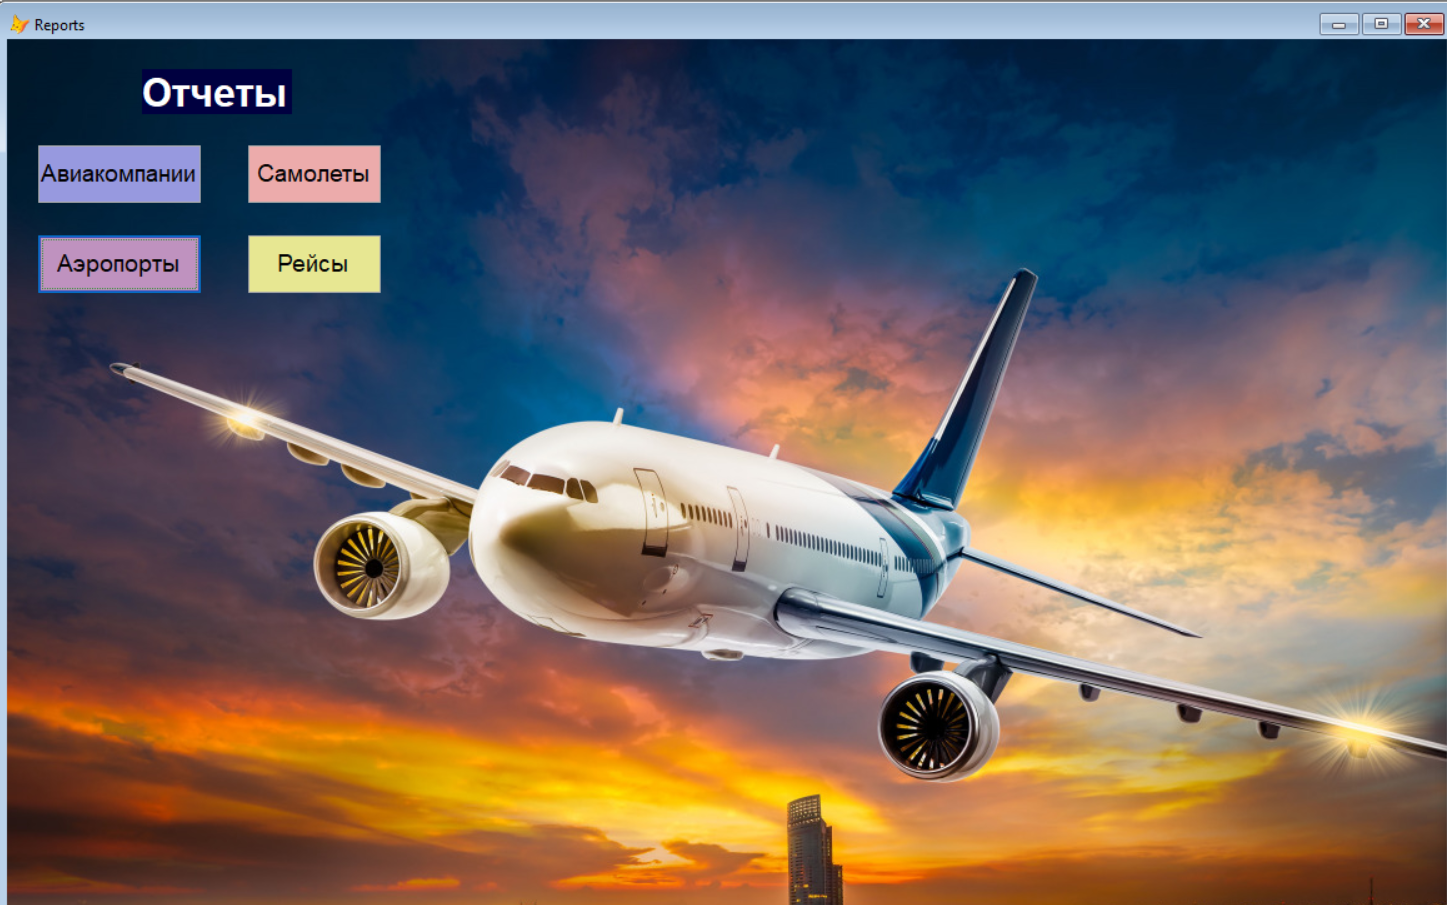 Reports
Отчеты
Авиакомпании Самолеты
Аэропорты Рейсы